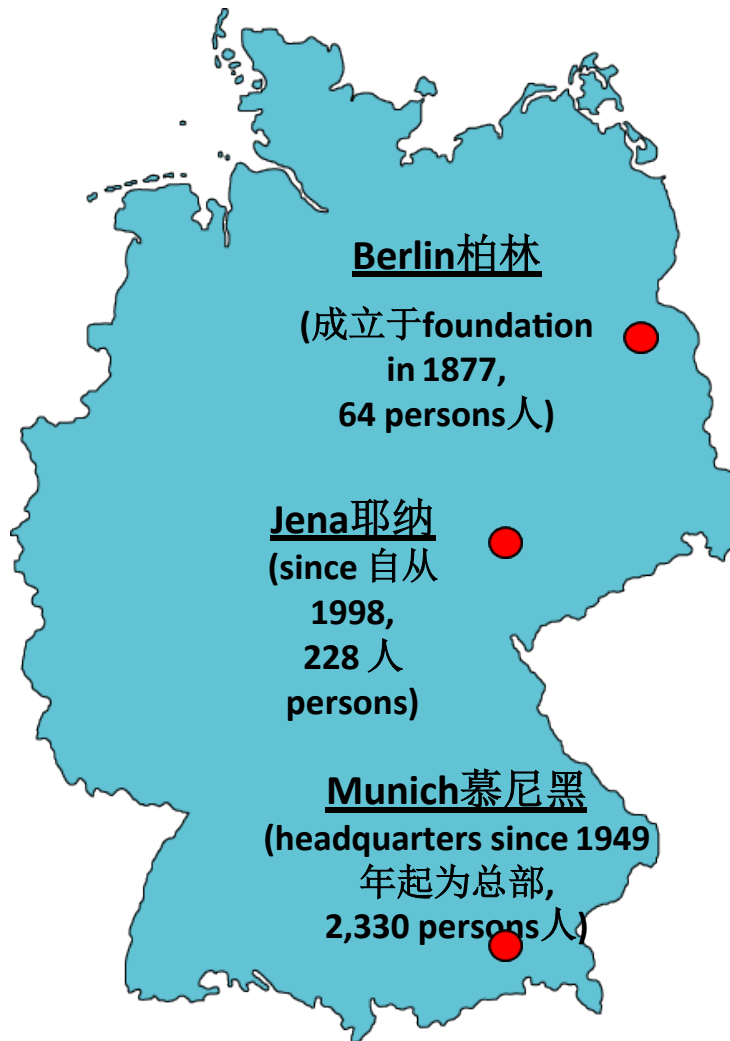 Berlin柏林
(成立于foundation
in 1877,
64 persons人)
Jena耶纳
(since 自从
1998,
228 人
persons)
Munich慕尼黑
(headquarters since 1949
年起为总部,
2,330 persons人)